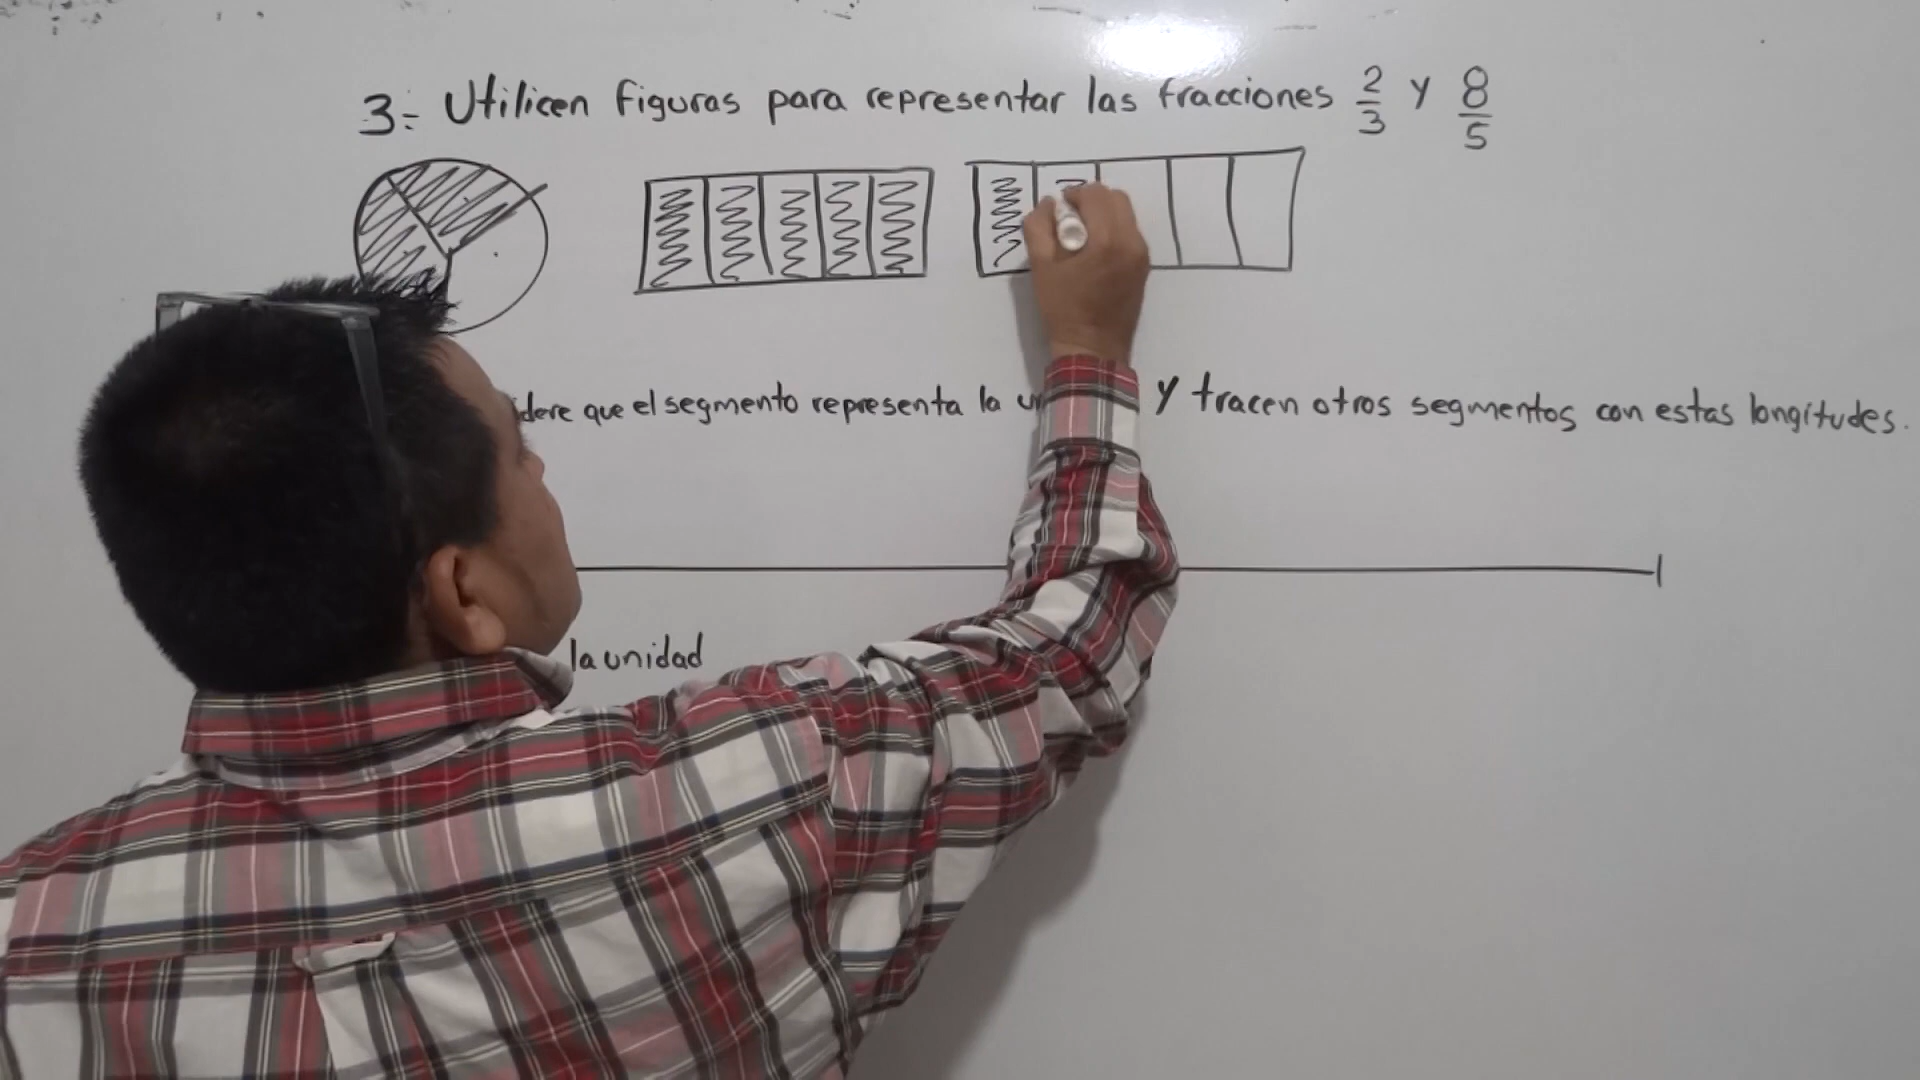 3.- Utilicen figuras para representar las fracciones 2/3 y 8/5
que el segmento representa la y tracen otros segmentos con estas longitudes.
la unidad